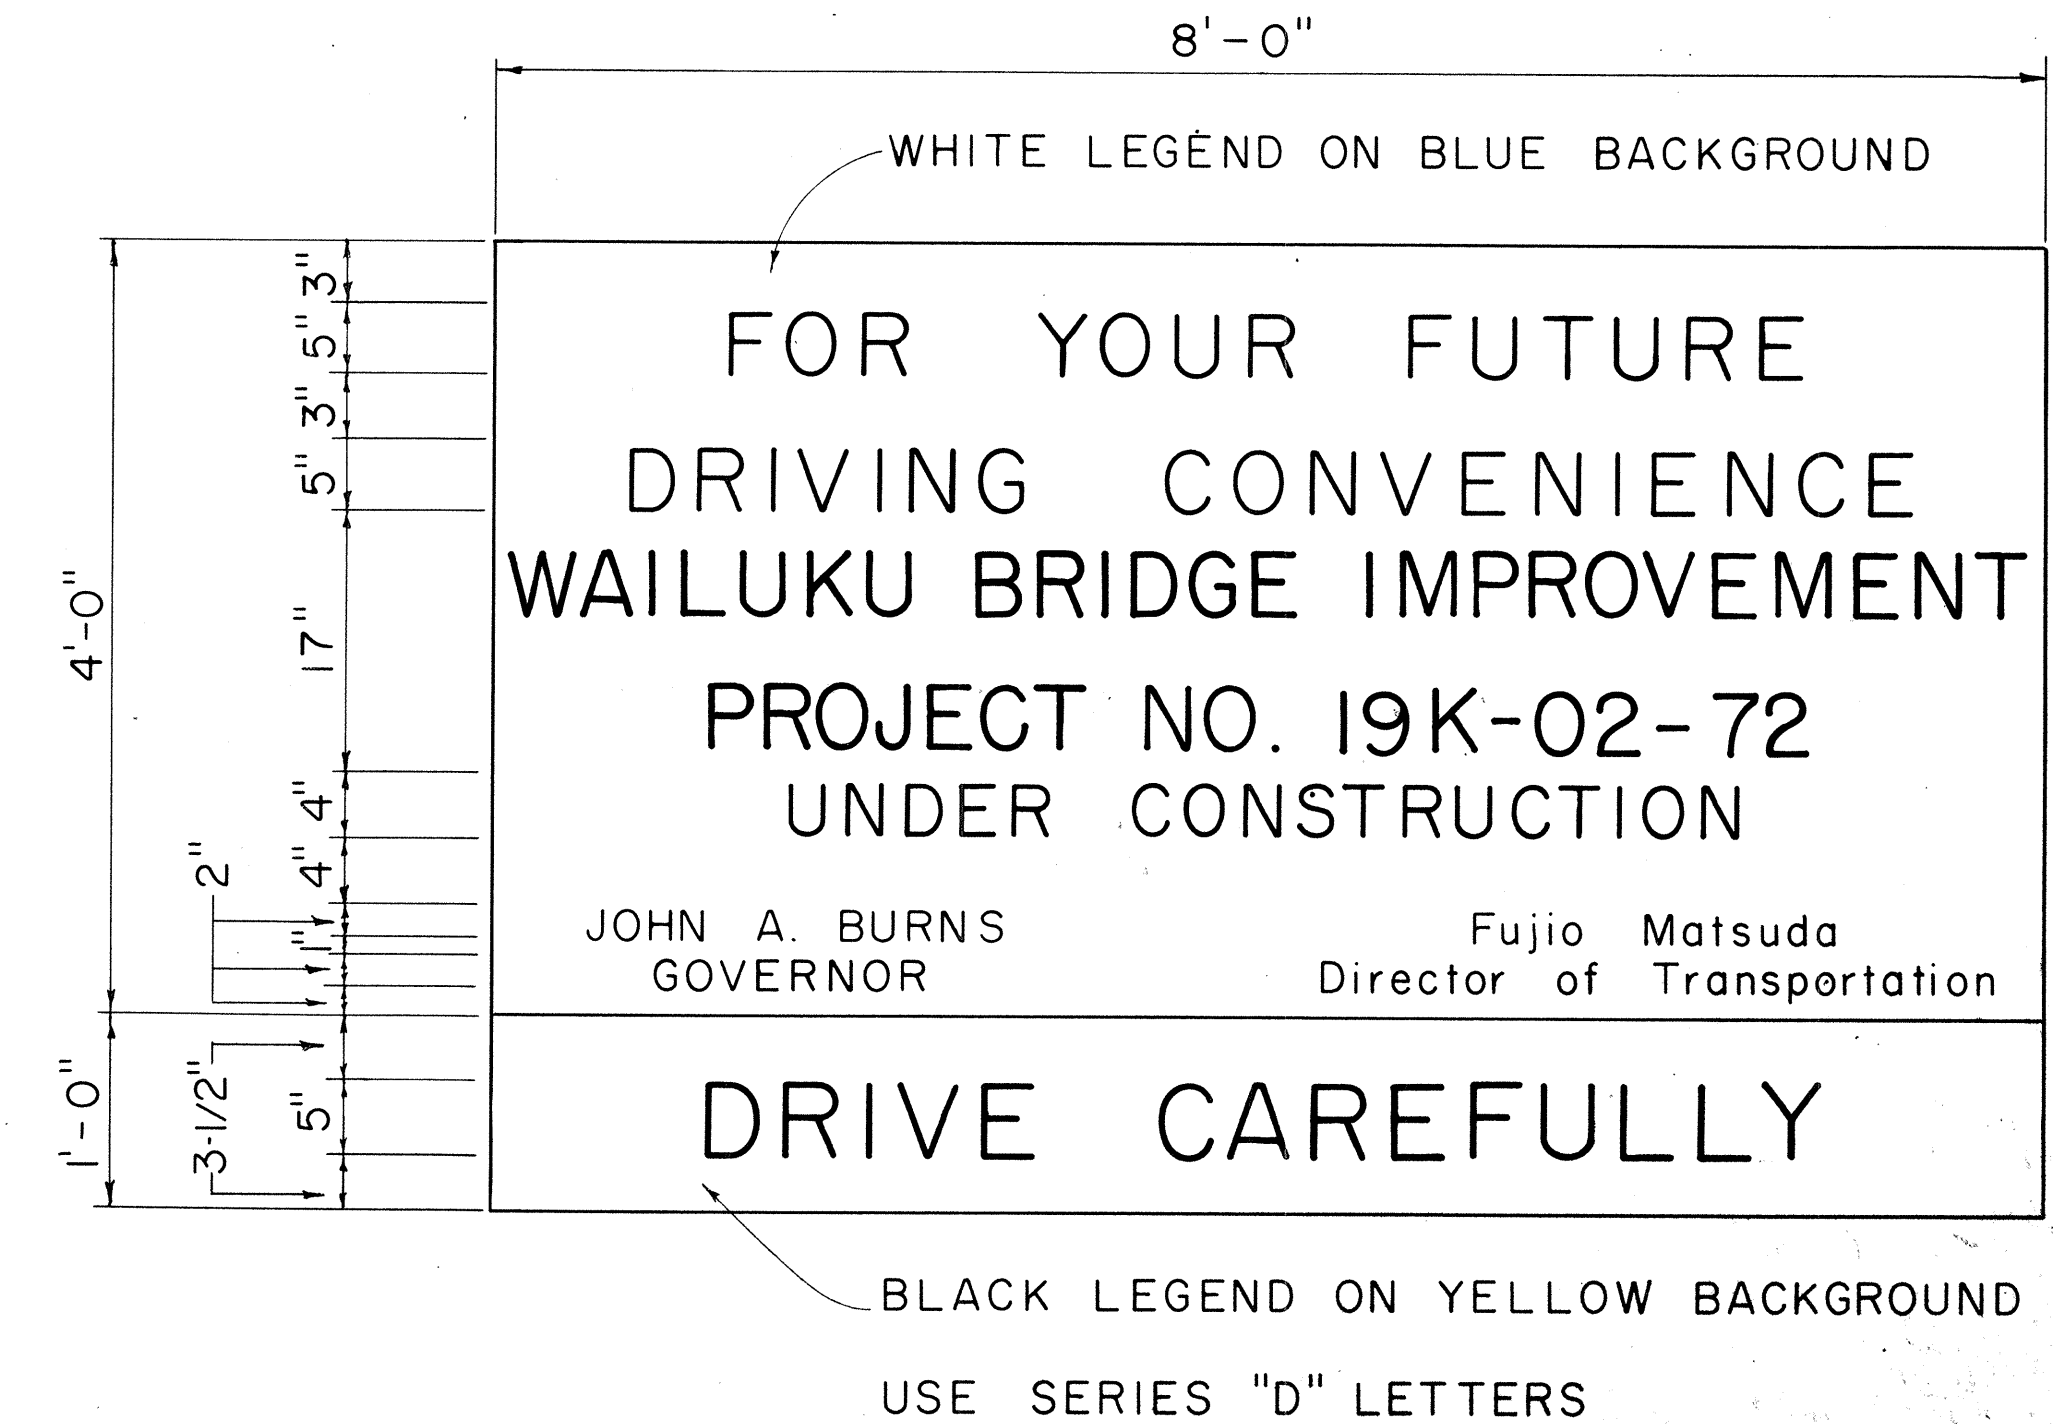 8'-0"
WHITE LEGEND ON BLUE BACKGROUND
3"
5"
3"
5"
17"
4"
4"
2"
1"
4'-0"
FOR YOUR FUTURE
DRIVING CONVENIENCE
WAILUKU BRIDGE IMPROVEMENT
PROJECT NO. 19K-02-72
UNDER CONSTRUCTION
JOHN A. BURNS
GOVERNOR
Fujio Matsuda
Director of Transportation
1'-0"
3-1/2"
5"
DRIVE CAREFULLY
BLACK LEGEND ON YELLOW BACKGROUND
USE SERIES "D" LETTERS